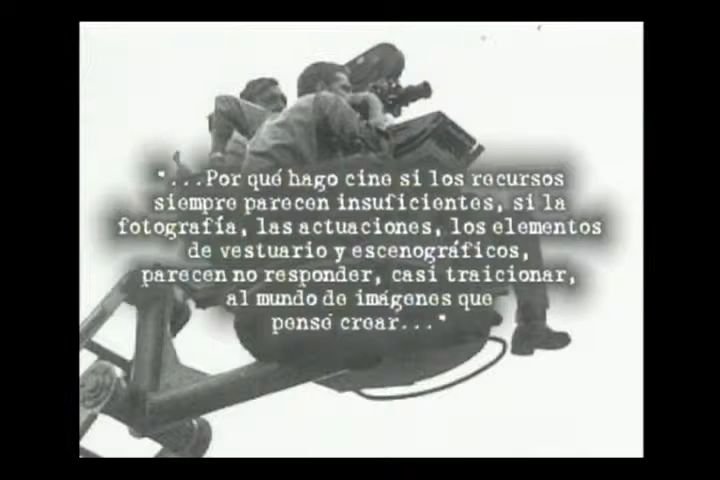 "...Por qué hago cine si los recursos
siempre parecen insuficientes, si la
fotografía, las actuaciones, los elementos
de vestuario y escenográficos,
parecen no responder, casi traicionar,
al mundo de imágenes que
pensé crear..."